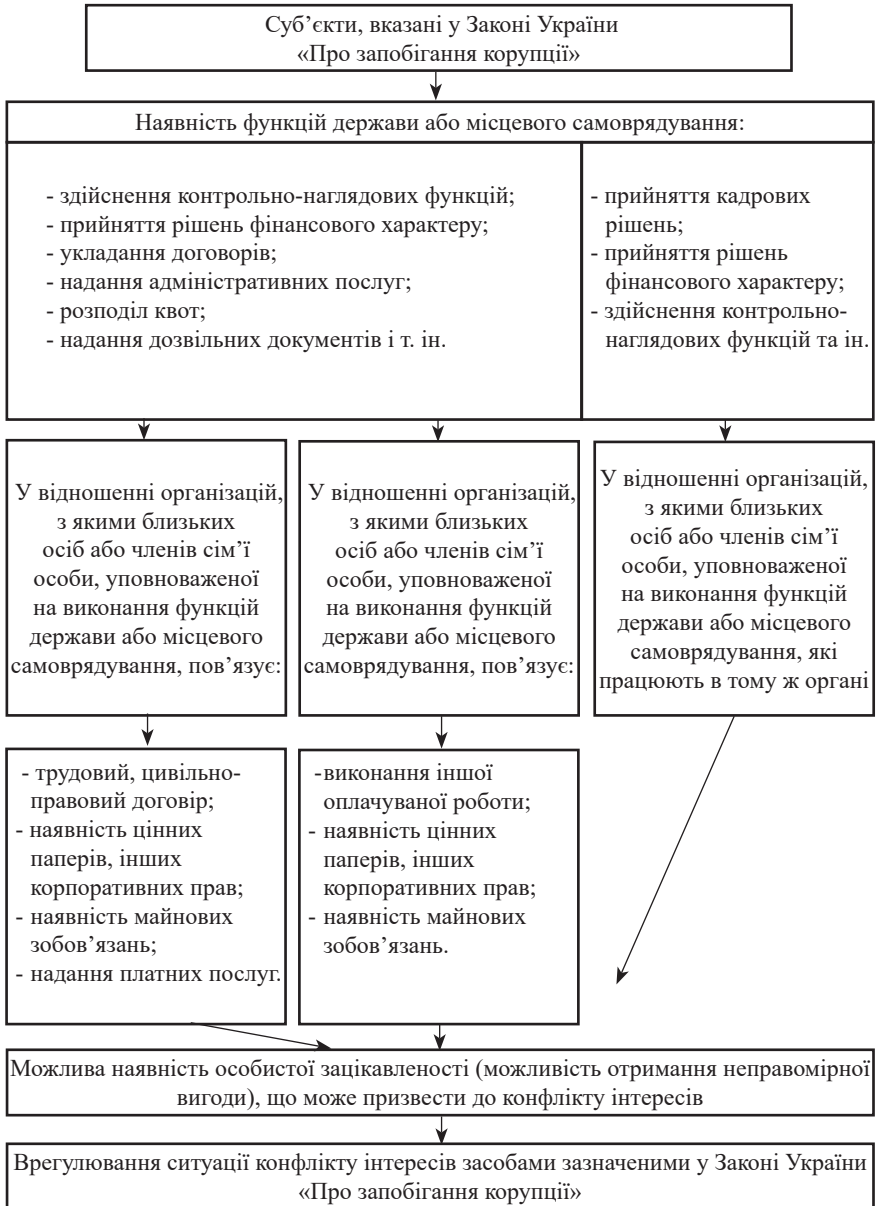 Суб’єкти, вказані у Законі України
«Про запобігання корупції»
Наявність функцій держави або місцевого самоврядування:
- здійснення контрольно-наглядових функцій;
- прийняття рішень фінансового характеру;
- укладання договорів;
- надання адміністративних послуг;
- розподіл квот;
- надання дозвільних документів і т. ін.
- прийняття кадрових
рішень;
- прийняття рішень
фінансового характеру;
- здійснення контрольно-
наглядових функцій та ін.
У відношенні організацій,
з якими близьких
осіб або членів сім’ї
особи, уповноваженої
на виконання функцій
держави або місцевого
самоврядування, пов’язує:
У відношенні організацій,
з якими близьких
осіб або членів сім’ї
особи, уповноваженої
на виконання функцій
держави або місцевого
самоврядування, пов’язує:
У відношенні організацій,
з якими близьких
осіб або членів сім’ї
особи, уповноваженої
на виконання функцій
держави або місцевого
самоврядування, які
працюють в тому ж органі
- трудовий, цивільно-
правовий договір;
- наявність цінних
паперів, інших
корпоративних прав;
- наявність майнових
зобов’язань;
- надання платних послуг.
-виконання іншої
оплачуваної роботи;
- наявність цінних
паперів, інших
корпоративних прав;
- наявність майнових
зобов’язань.
Можлива наявність особистої зацікавленості (можливість отримання неправомірної
вигоди), що може призвести до конфлікту інтересів
Врегулювання ситуації конфлікту інтересів засобами зазначеними у Законі України
«Про запобігання корупції»